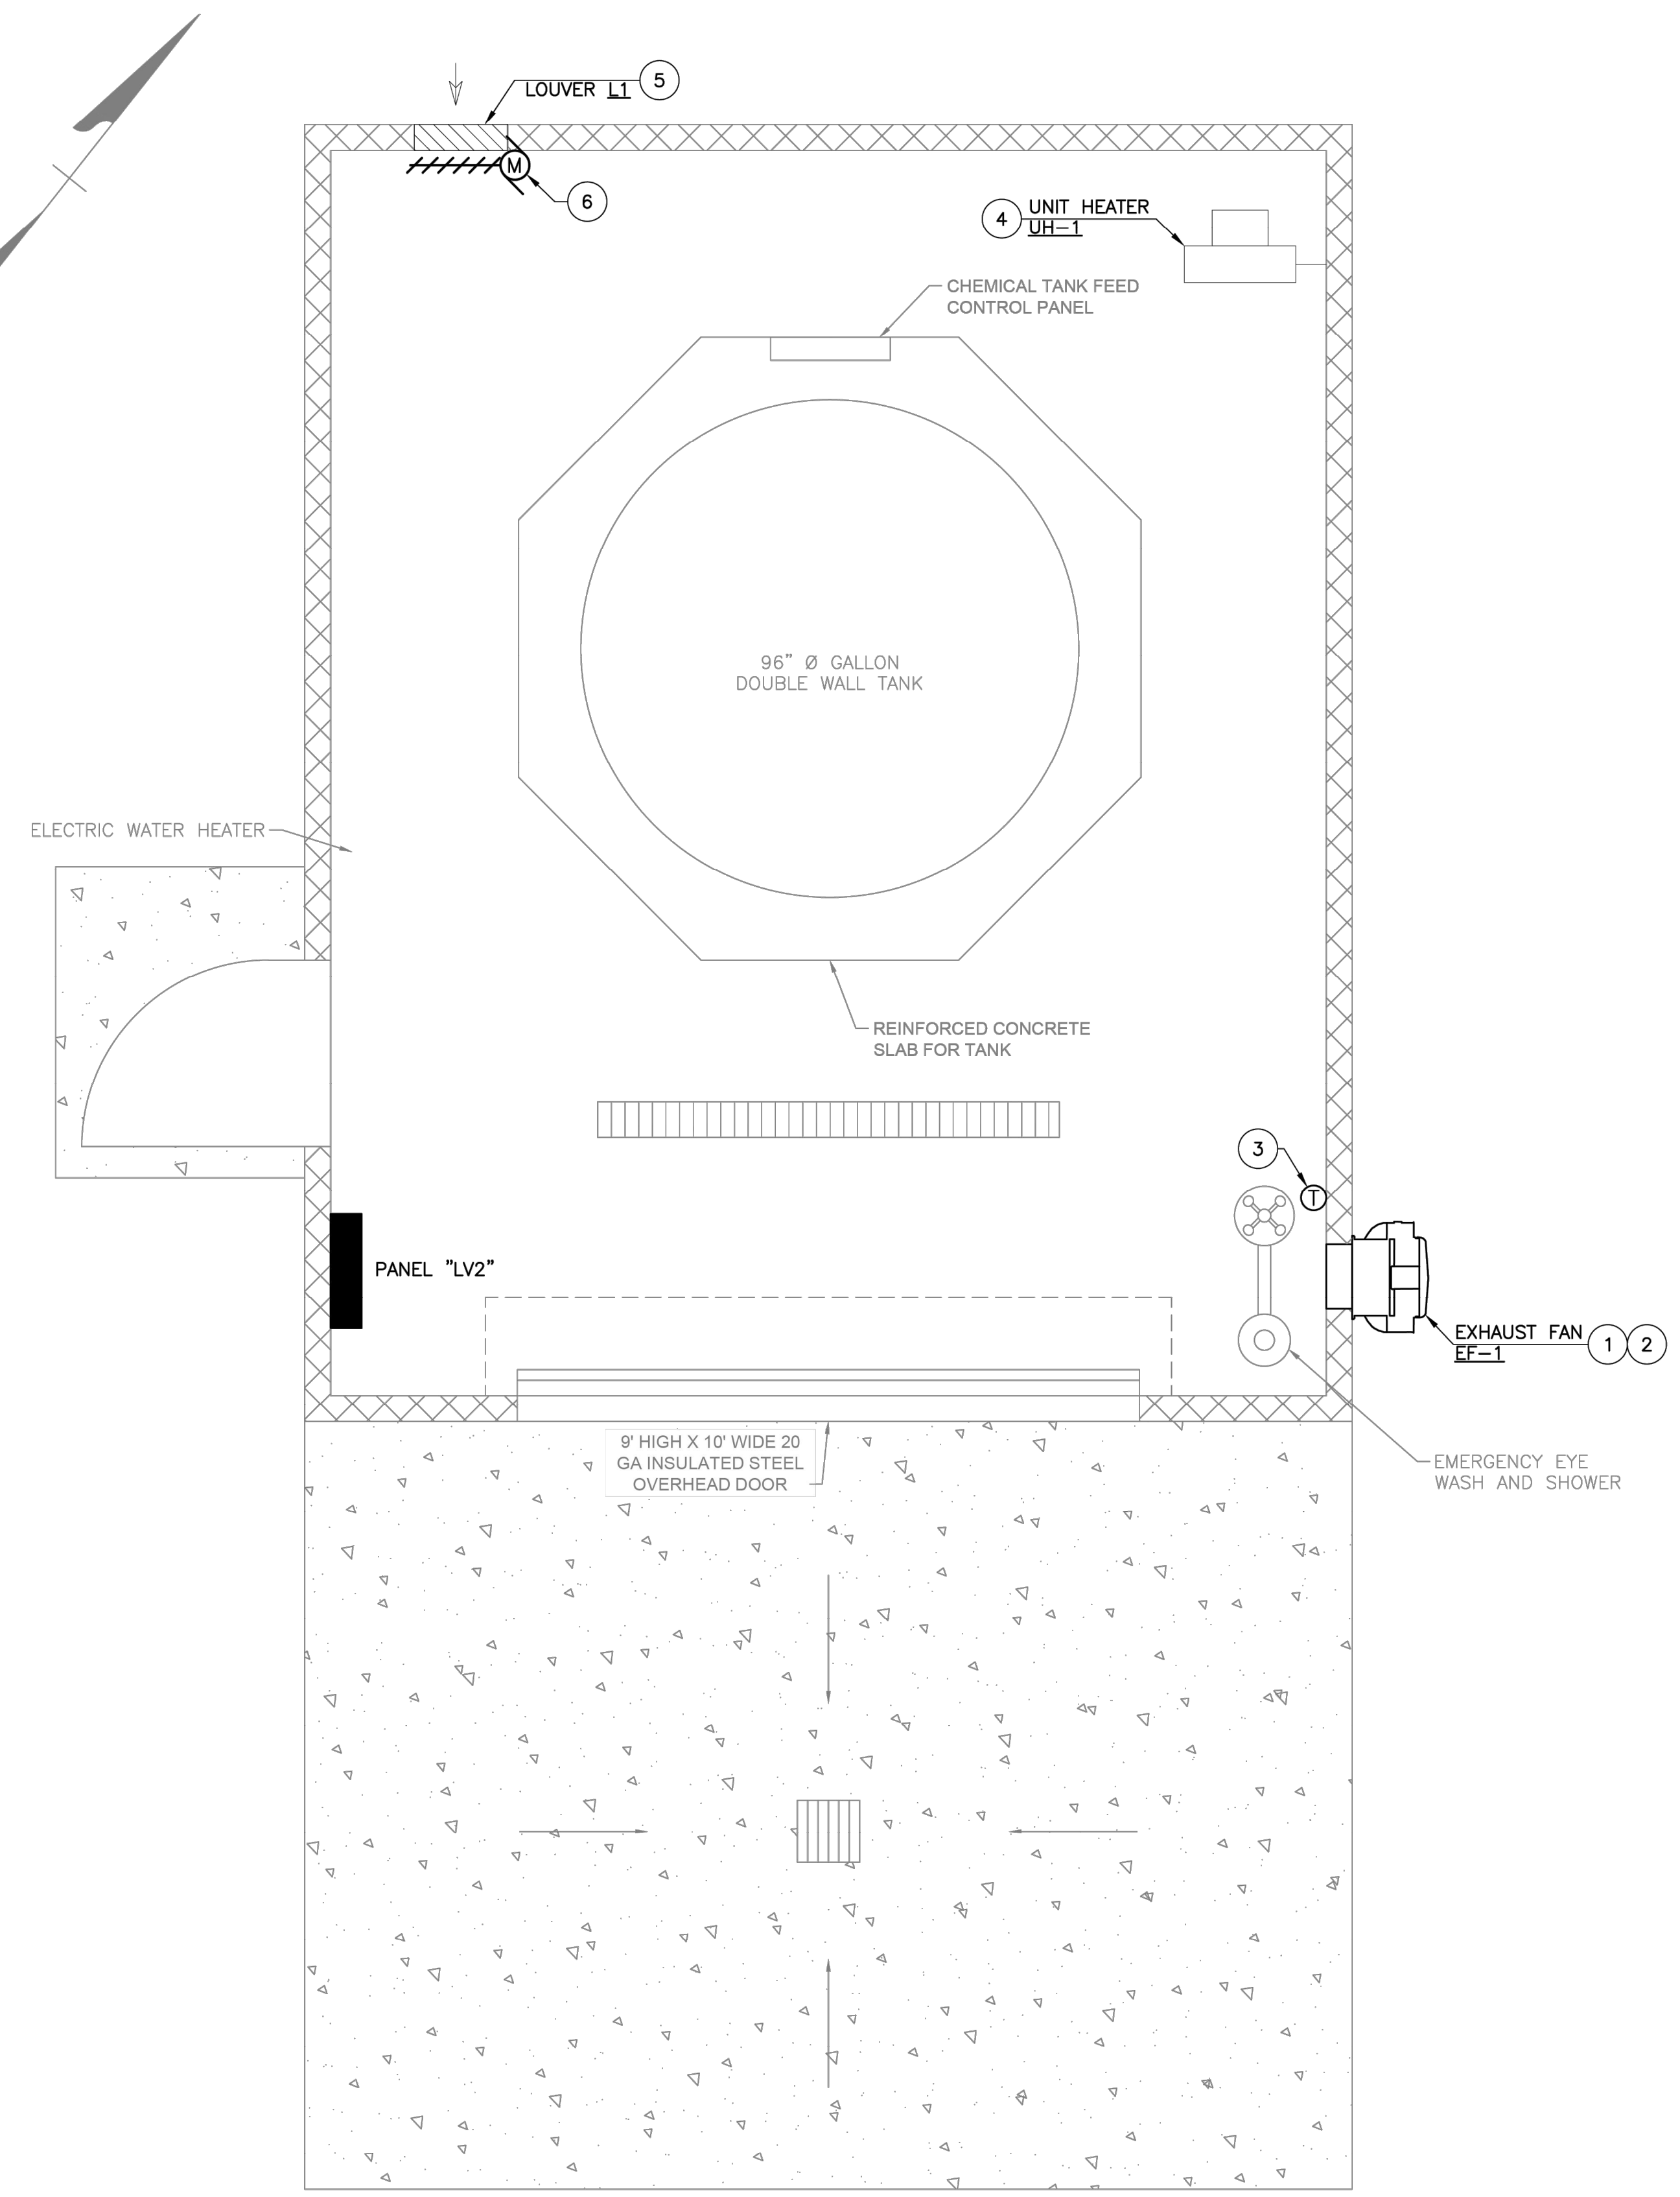 LOUVER L1
5
M
6
4
UNIT HEATER
UH-1
CHEMICAL TANK FEED
CONTROL PANEL
96" Ø GALLON
DOUBLE WALL TANK
ELECTRIC WATER HEATER
REINFORCED CONCRETE
SLAB FOR TANK
3
T
PANEL "LV2"
EXHAUST FAN
EF-1
1
2
9' HIGH X 10' WIDE 20
GA INSULATED STEEL
OVERHEAD DOOR
EMERGENCY EYE
WASH AND SHOWER